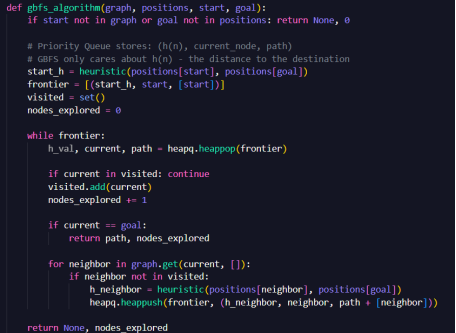 def gbfs_algorithm(graph, positions, start, goal):
    if start not in graph or goal not in positions: return None, 0

    # Priority Queue stores: (h(n), current_node, path)
    # GBFS only cares about h(n) - the distance to the destination
    start_h = heuristic(positions[start], positions[goal])
    frontier = [(start_h, start, [start])]
    visited = set()
    nodes_explored = 0

    while frontier:
        h_val, current, path = heapq.heappop(frontier)

        if current in visited: continue
        visited.add(current)
        nodes_explored += 1

        if current == goal:
            return path, nodes_explored

        for neighbor in graph.get(current, []):
            if neighbor not in visited:
                h_neighbor = heuristic(positions[neighbor], positions[goal])
                heapq.heappush(frontier, (h_neighbor, neighbor, path + [neighbor]))

    return None, nodes_explored